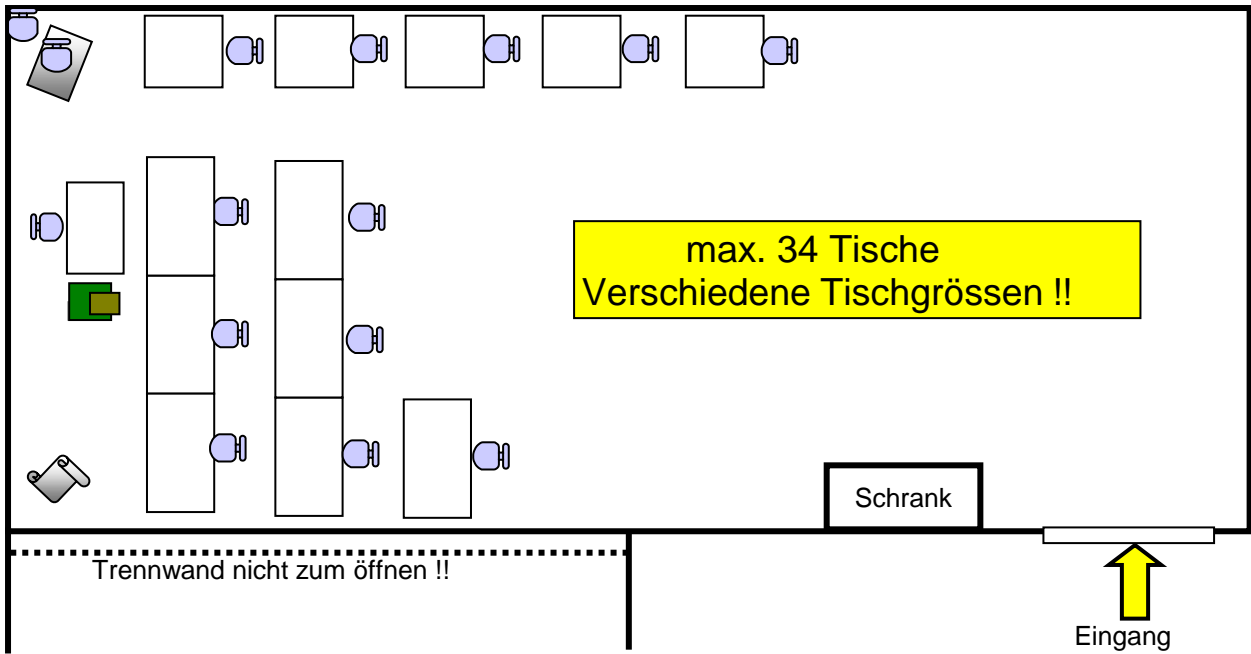 max. 34 Tische
Verschiedene Tischgrössen !!
Schrank
Trennwand nicht zum öffnen !!
Eingang